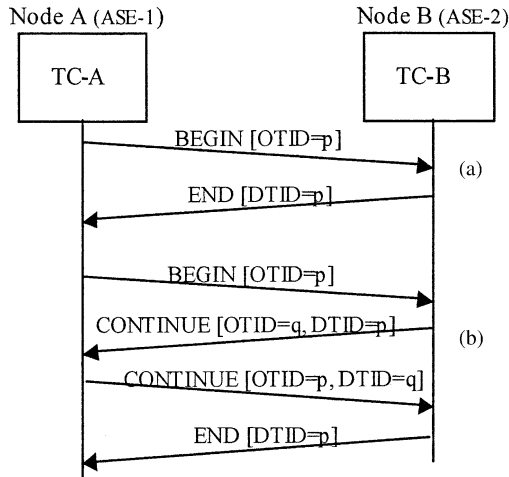 Node A (ASE-1)
Node B (ASE-2)
TC-A
TC-B
BEGIN [OTID=p]
(a)
END [DTID=p]
BEGIN [OTID=p]
CONTINUE [OTID=q, DTID=p]
(b)
CONTINUE [OTID=p, DTID=q]
END [DTID=p]